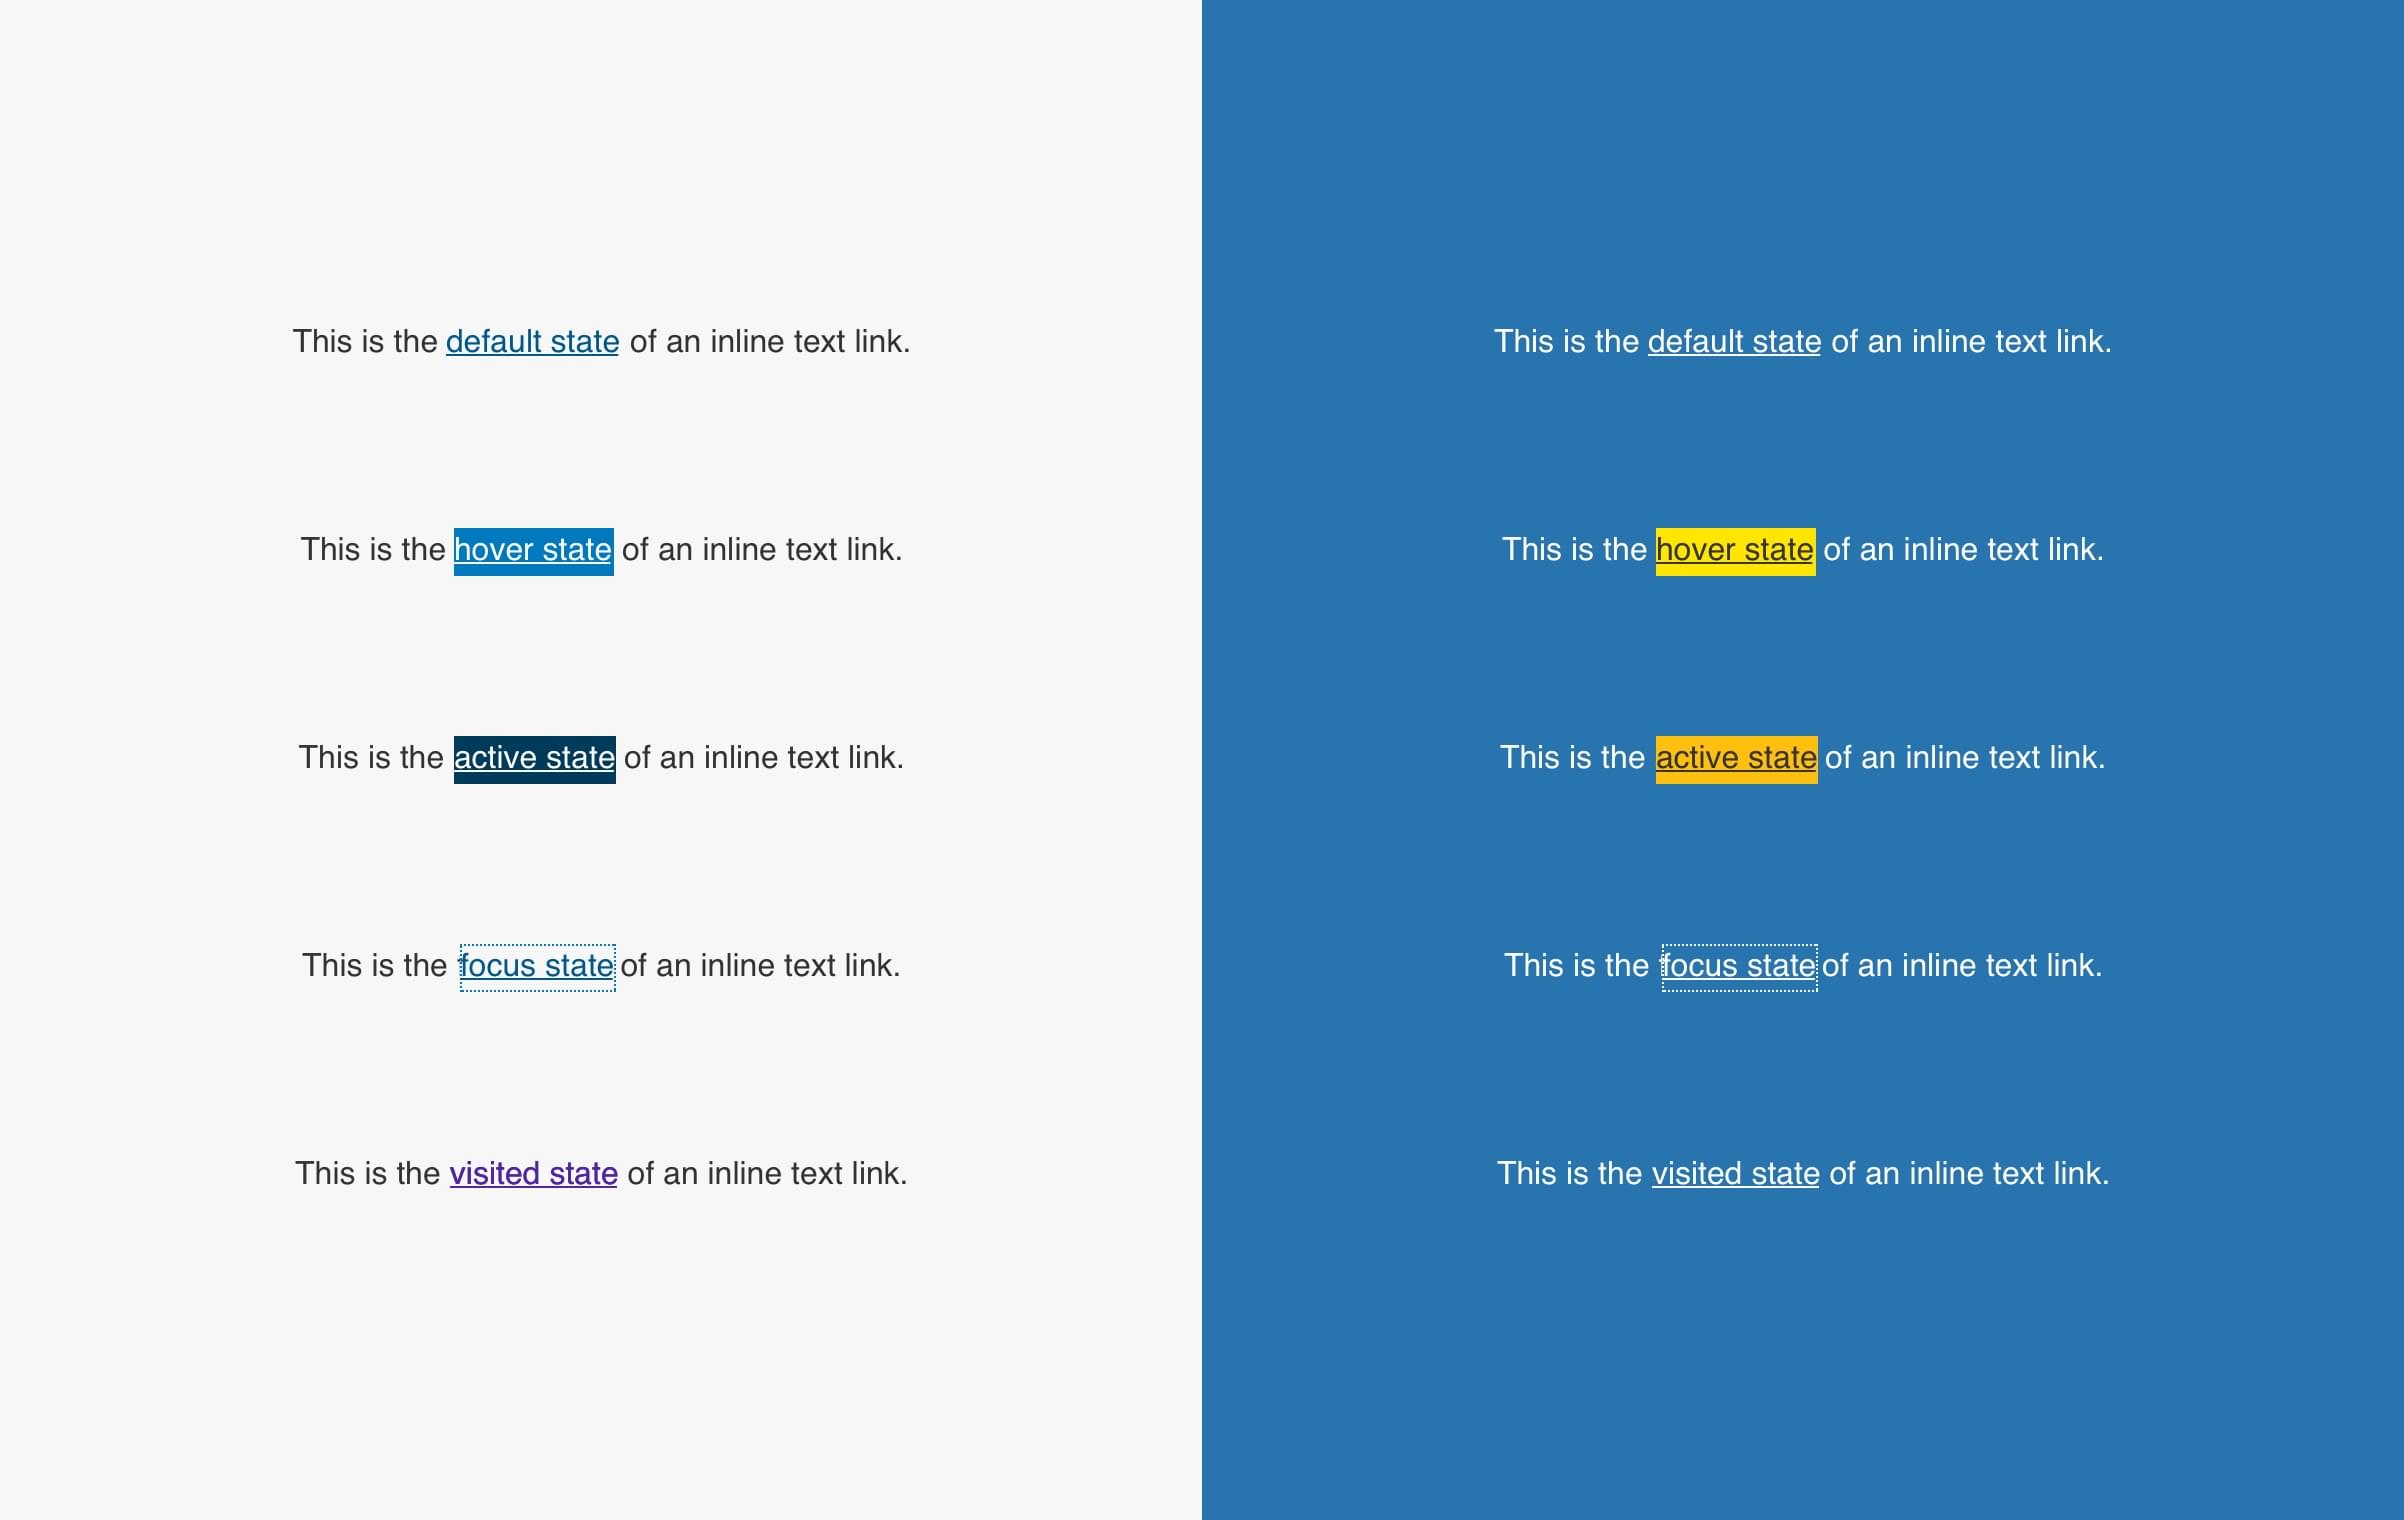 This is the default state of an inline text link.
This is the hover state of an inline text link.
This is the active state of an inline text link.
This is the focus state of an inline text link.
This is the visited state of an inline text link.
This is the default state of an inline text link.
This is the hover state of an inline text link.
This is the active state of an inline text link.
This is the focus state of an inline text link.
This is the visited state of an inline text link.